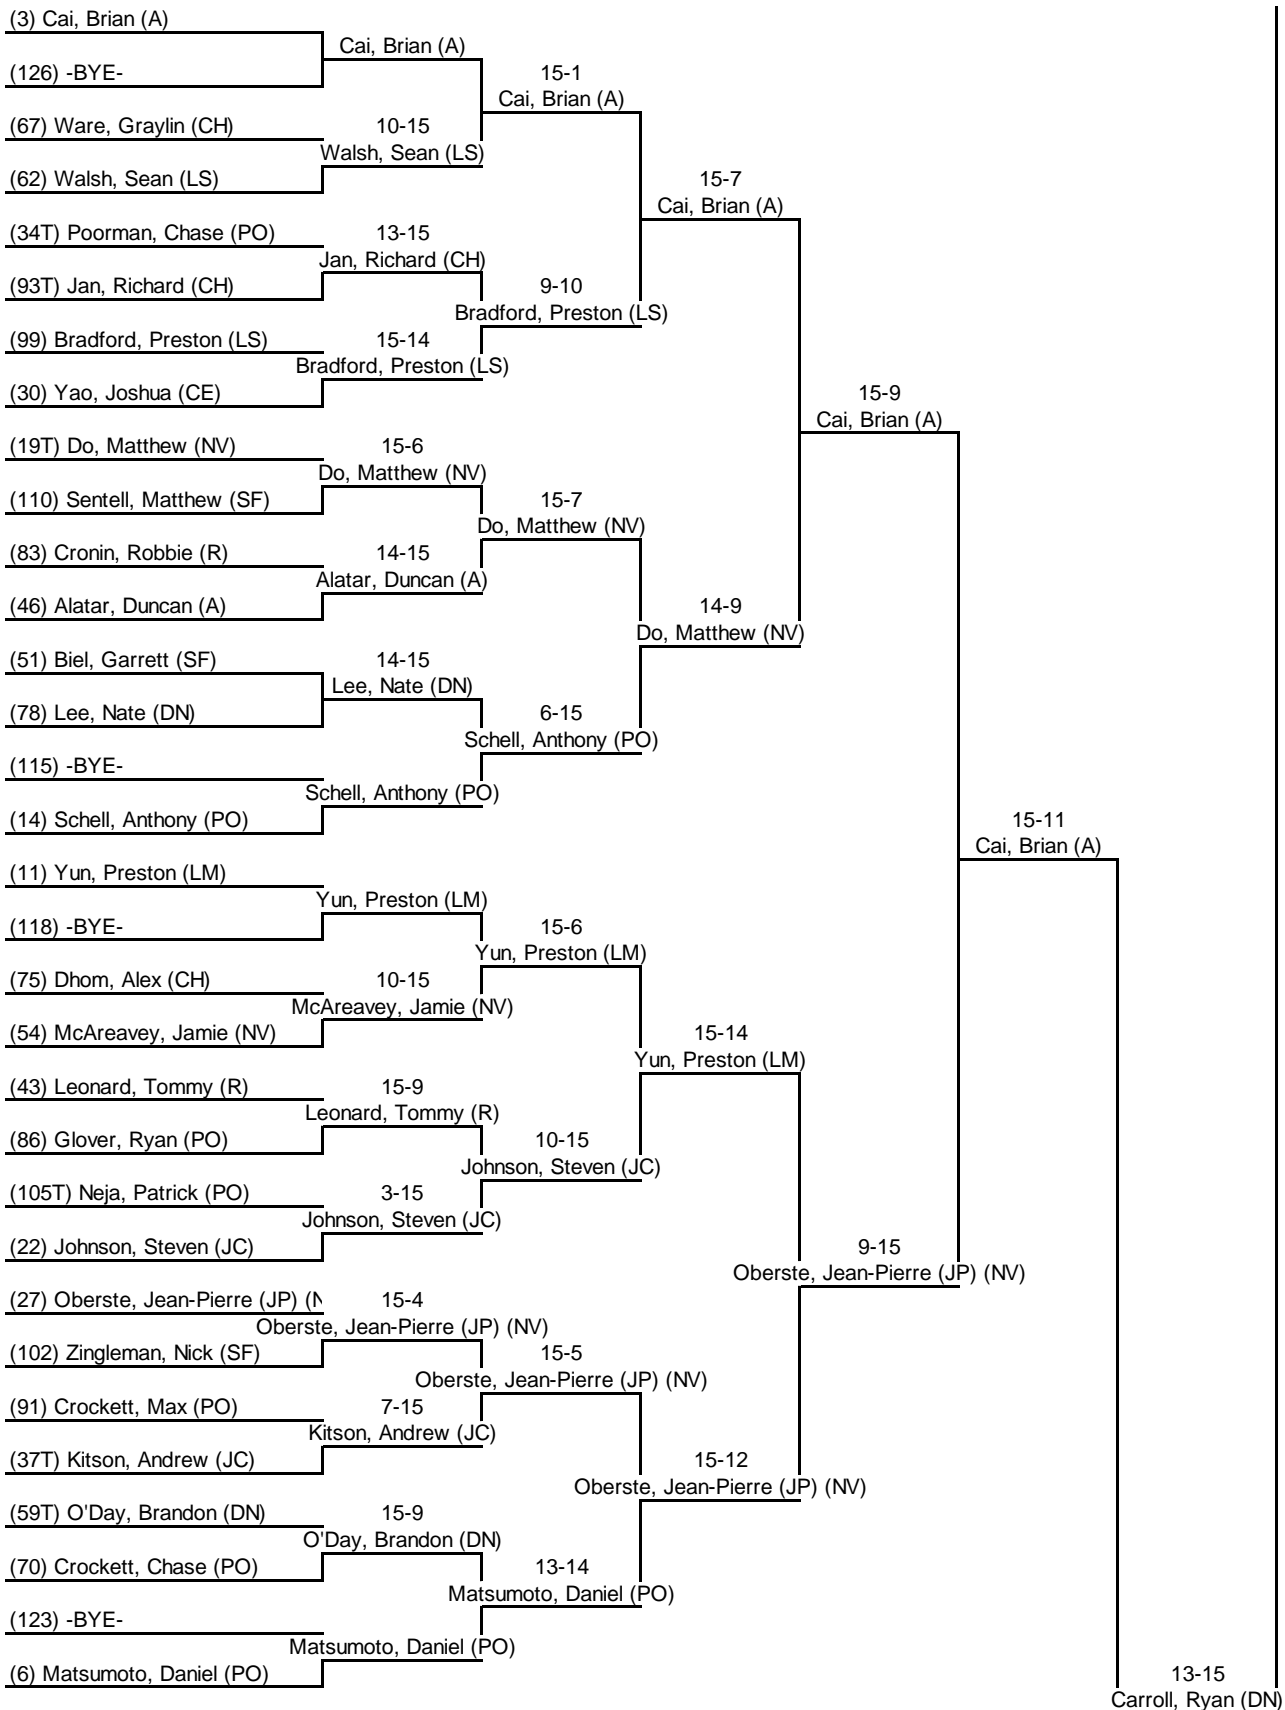 (3) Cai, Brian (A)
Cai, Brian (A)
(126) -BYE-
15-1
Cai, Brian (A)
(67) Ware, Graylin (CH)
10-15
Walsh, Sean (LS)
(62) Walsh, Sean (LS)
15-7
Cai, Brian (A)
(34T) Poorman, Chase (PO)
13-15
Jan, Richard (CH)
(93T) Jan, Richard (CH)
9-10
Bradford, Preston (LS)
(99) Bradford, Preston (LS)
15-14
Bradford, Preston (LS)
(30) Yao, Joshua (CE)
15-9
Cai, Brian (A)
(19T) Do, Matthew (NV)
15-6
Do, Matthew (NV)
(110) Sentell, Matthew (SF)
15-7
Do, Matthew (NV)
(83) Cronin, Robbie (R)
14-15
Alatar, Duncan (A)
(46) Alatar, Duncan (A)
14-9
Do, Matthew (NV)
(51) Biel, Garrett (SF)
14-15
Lee, Nate (DN)
(78) Lee, Nate (DN)
6-15
Schell, Anthony (PO)
(115) -BYE-
Schell, Anthony (PO)
(14) Schell, Anthony (PO)
15-11
Cai, Brian (A)
(11) Yun, Preston (LM)
Yun, Preston (LM)
(118) -BYE-
15-6
Yun, Preston (LM)
(75) Dhom, Alex (CH)
10-15
McAreavey, Jamie (NV)
(54) McAreavey, Jamie (NV)
15-14
Yun, Preston (LM)
(43) Leonard, Tommy (R)
15-9
Leonard, Tommy (R)
(86) Glover, Ryan (PO)
10-15
Johnson, Steven (JC)
(105T) Neja, Patrick (PO)
3-15
Johnson, Steven (JC)
(22) Johnson, Steven (JC)
9-15
Oberste, Jean-Pierre (JP) (NV)
(27) Oberste, Jean-Pierre (JP) (N
15-4
Oberste, Jean-Pierre (JP) (NV)
(102) Zingleman, Nick (SF)
15-5
Oberste, Jean-Pierre (JP) (NV)
(91) Crockett, Max (PO)
7-15
Kitson, Andrew (JC)
(37T) Kitson, Andrew (JC)
15-12
Oberste, Jean-Pierre (JP) (NV)
(59T) O'Day, Brandon (DN)
15-9
O'Day, Brandon (DN)
(70) Crockett, Chase (PO)
13-14
Matsumoto, Daniel (PO)
(123) -BYE-
Matsumoto, Daniel (PO)
(6) Matsumoto, Daniel (PO)
13-15
Carroll, Ryan (DN)